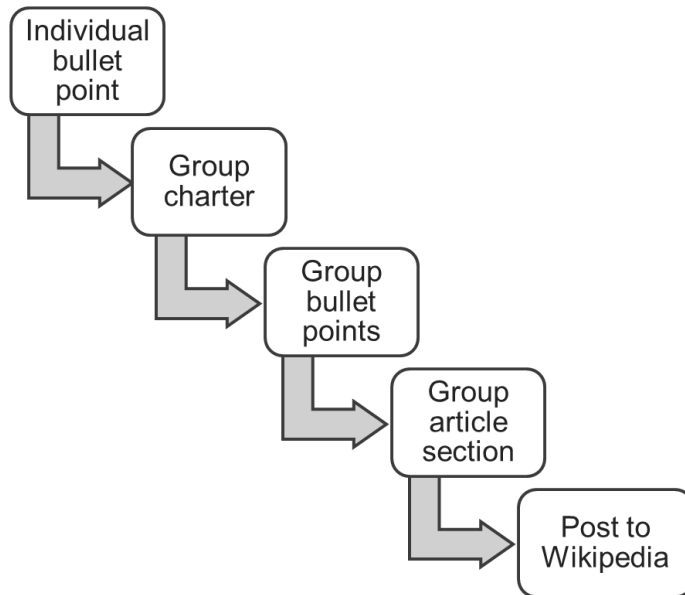 Individual
bullet
point
Group
charter
Group
bullet
points
Group
article
section
Post to
Wikipedia